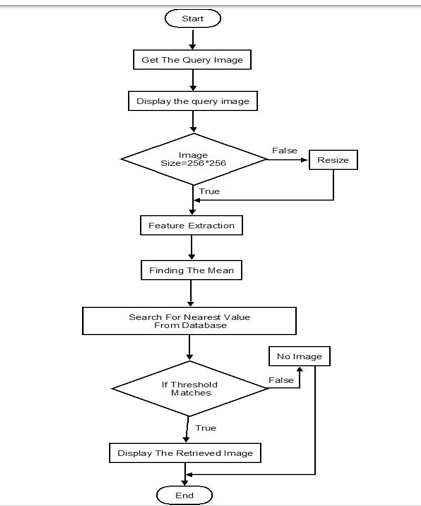 Start
Get The Query Image
Display the query image
Image
Size=256*256
False
Resize
True
Feature Extraction
Finding The Mean
Search For Nearest Value
From Database
No Image
If Threshold
Matches
False
True
Display The Retrieved Image
End